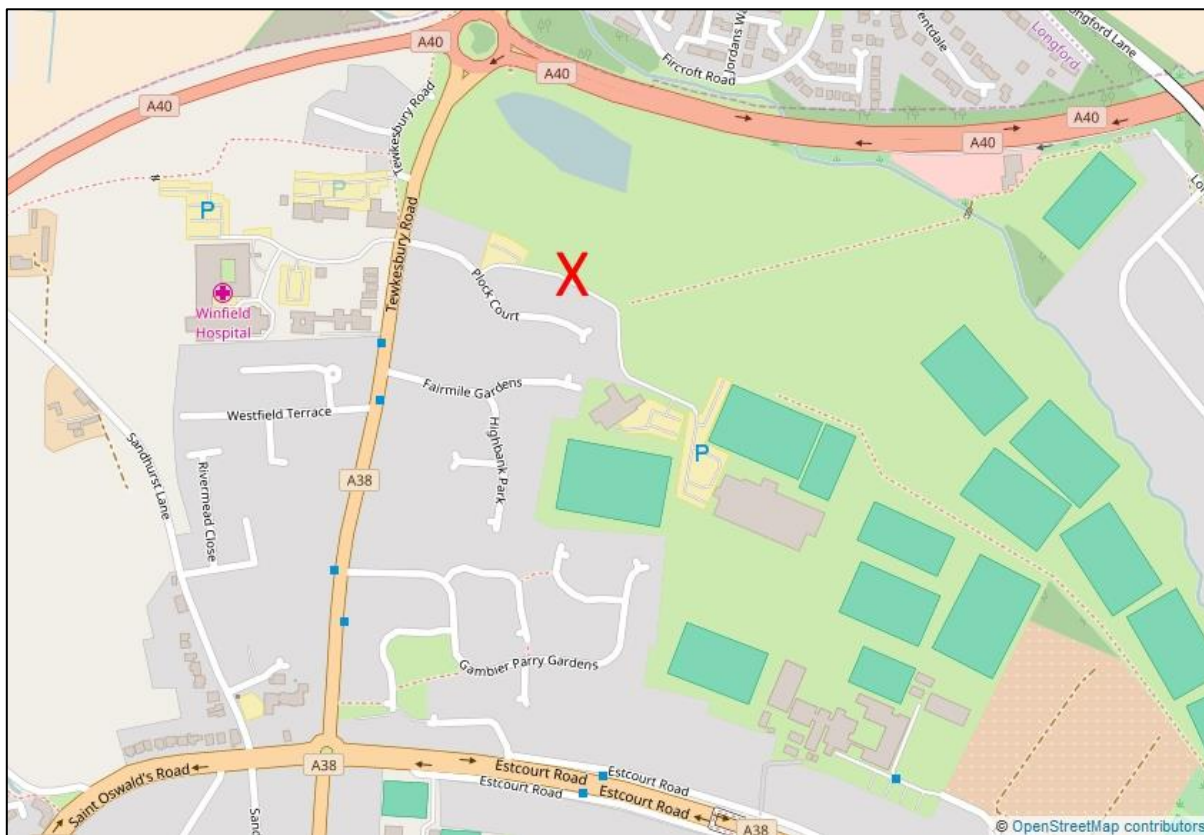 A40
A40
A40
A40
A40
A40
Tewkesbury Road
Fircroft Road
Longford
Longford Lane
P
P
Tewkesbury Road
Plock Court
X
Winfield
Hospital
Fairmile Gardens
Westfield Terrace
Highbank Park
Sandhurst Lane
Rivermead Close
A38
P
Gambier Parry Gardens
A38
Saint Oswald's Road
Estcourt Road
Estcourt Road
Estcourt Road
Estcourt Road
A38
© OpenStreetMap contributors